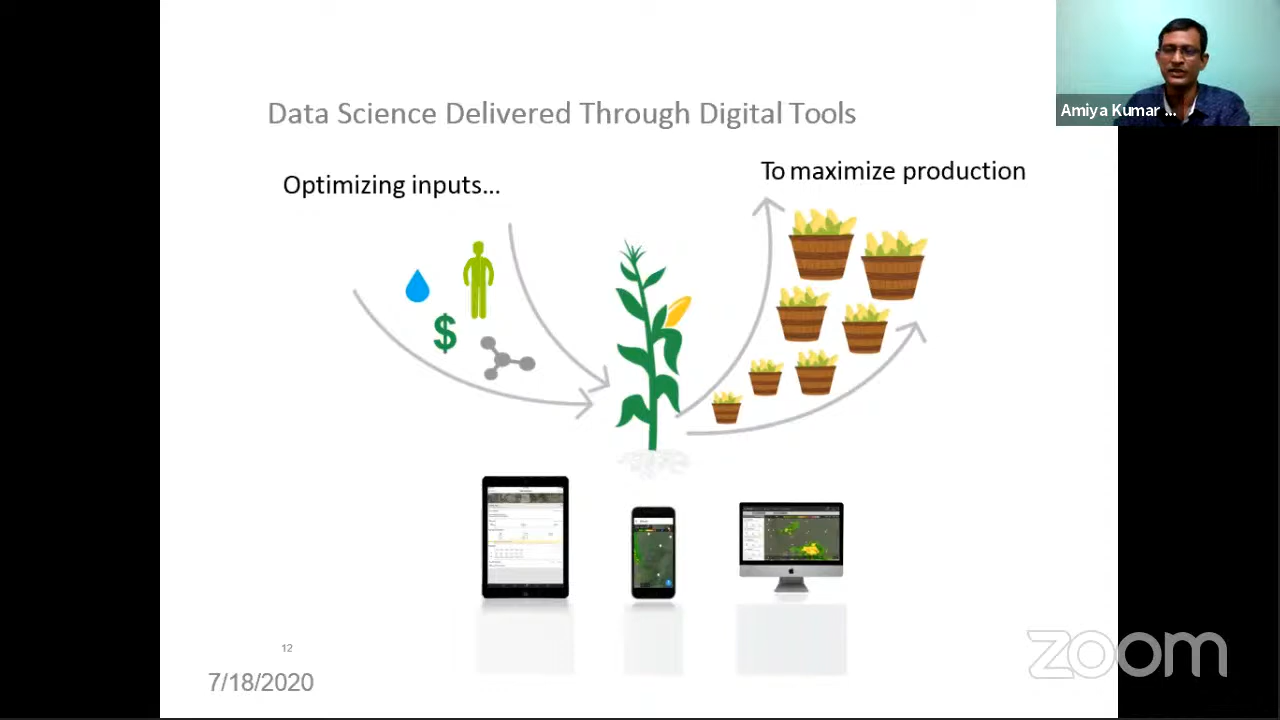 Data Science Delivered Through Digital Tools
Amiya Kumar ...
Optimizing inputs...
To maximize production
$
12
7/18/2020
zoom